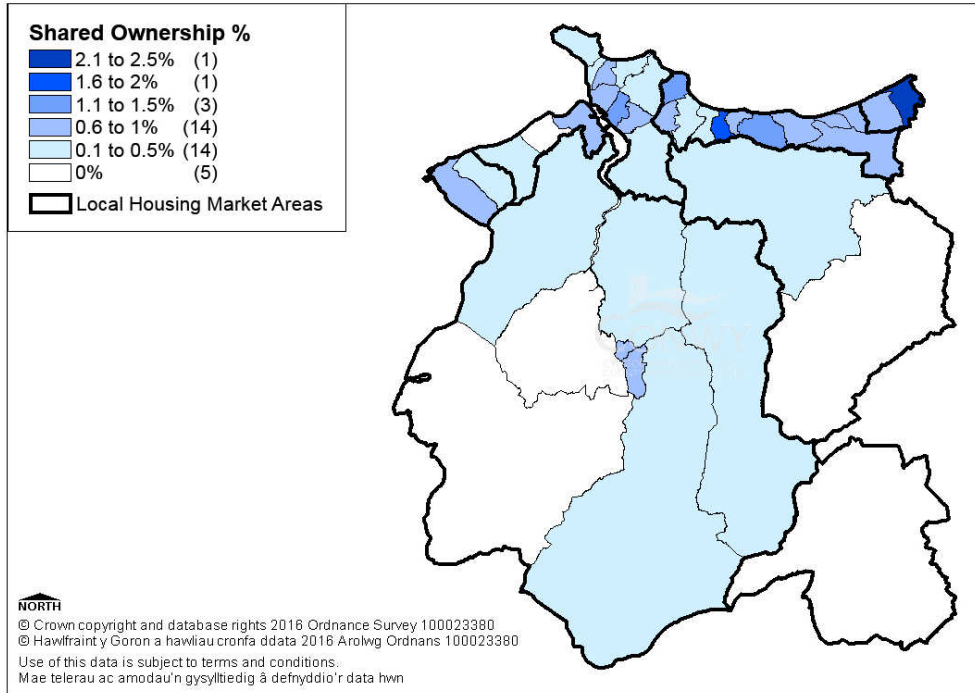 Shared Ownership %
2.1 to 2.5% (1)
1.6 to 2% (1)
1.1 to 1.5% (3)
0.6 to 1% (14)
0.1 to 0.5% (14)
0% (5)
Local Housing Market Areas
CONWY
NORTH
© Crown copyright and database rights 2016 Ordnance Survey 100023380
© Hawlfraint y Goron a hawliau cronfa ddata 2016 Arolwg Ordnans 100023380
Use of this data is subject to terms and conditions.
Mae telerau ac amodau'n gysylltiedig â defnyddio'r data hwn